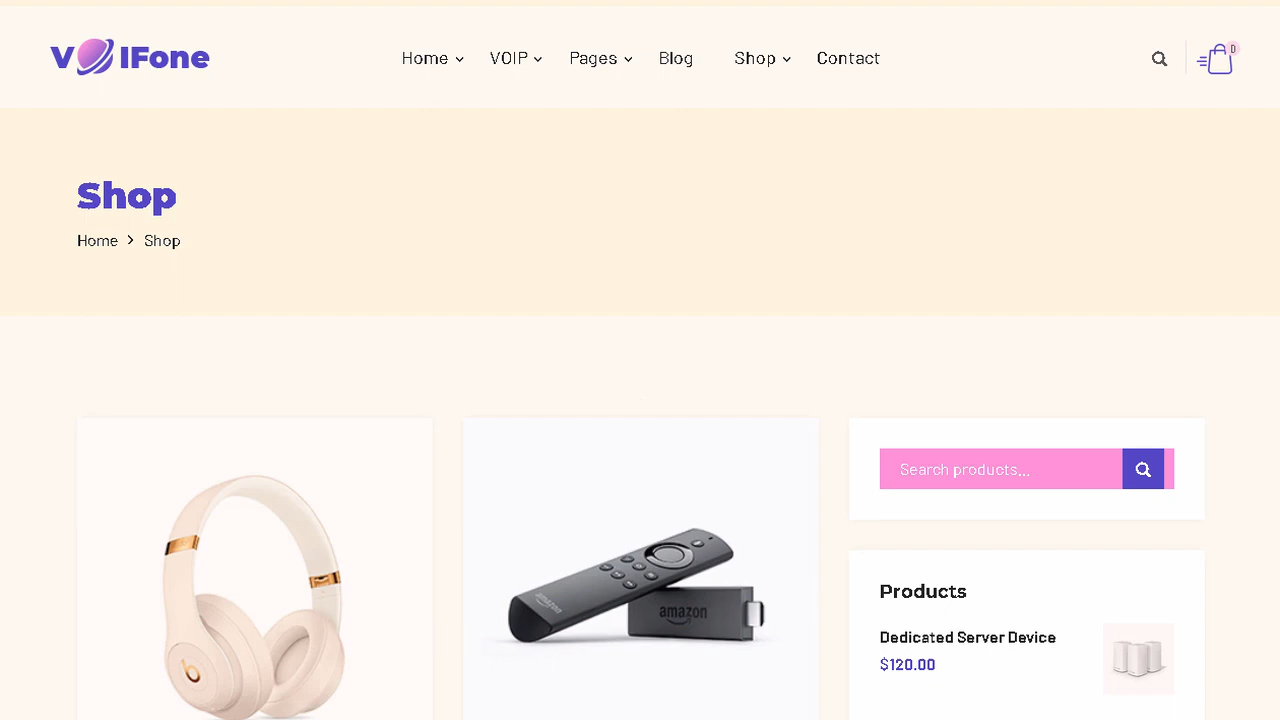 VOIFone
Home
VOIP
Pages
Blog
Shop
Contact
0
Shop
Home > Shop
Search products...
amazon
amazon
Products
Dedicated Server Device
$120.00